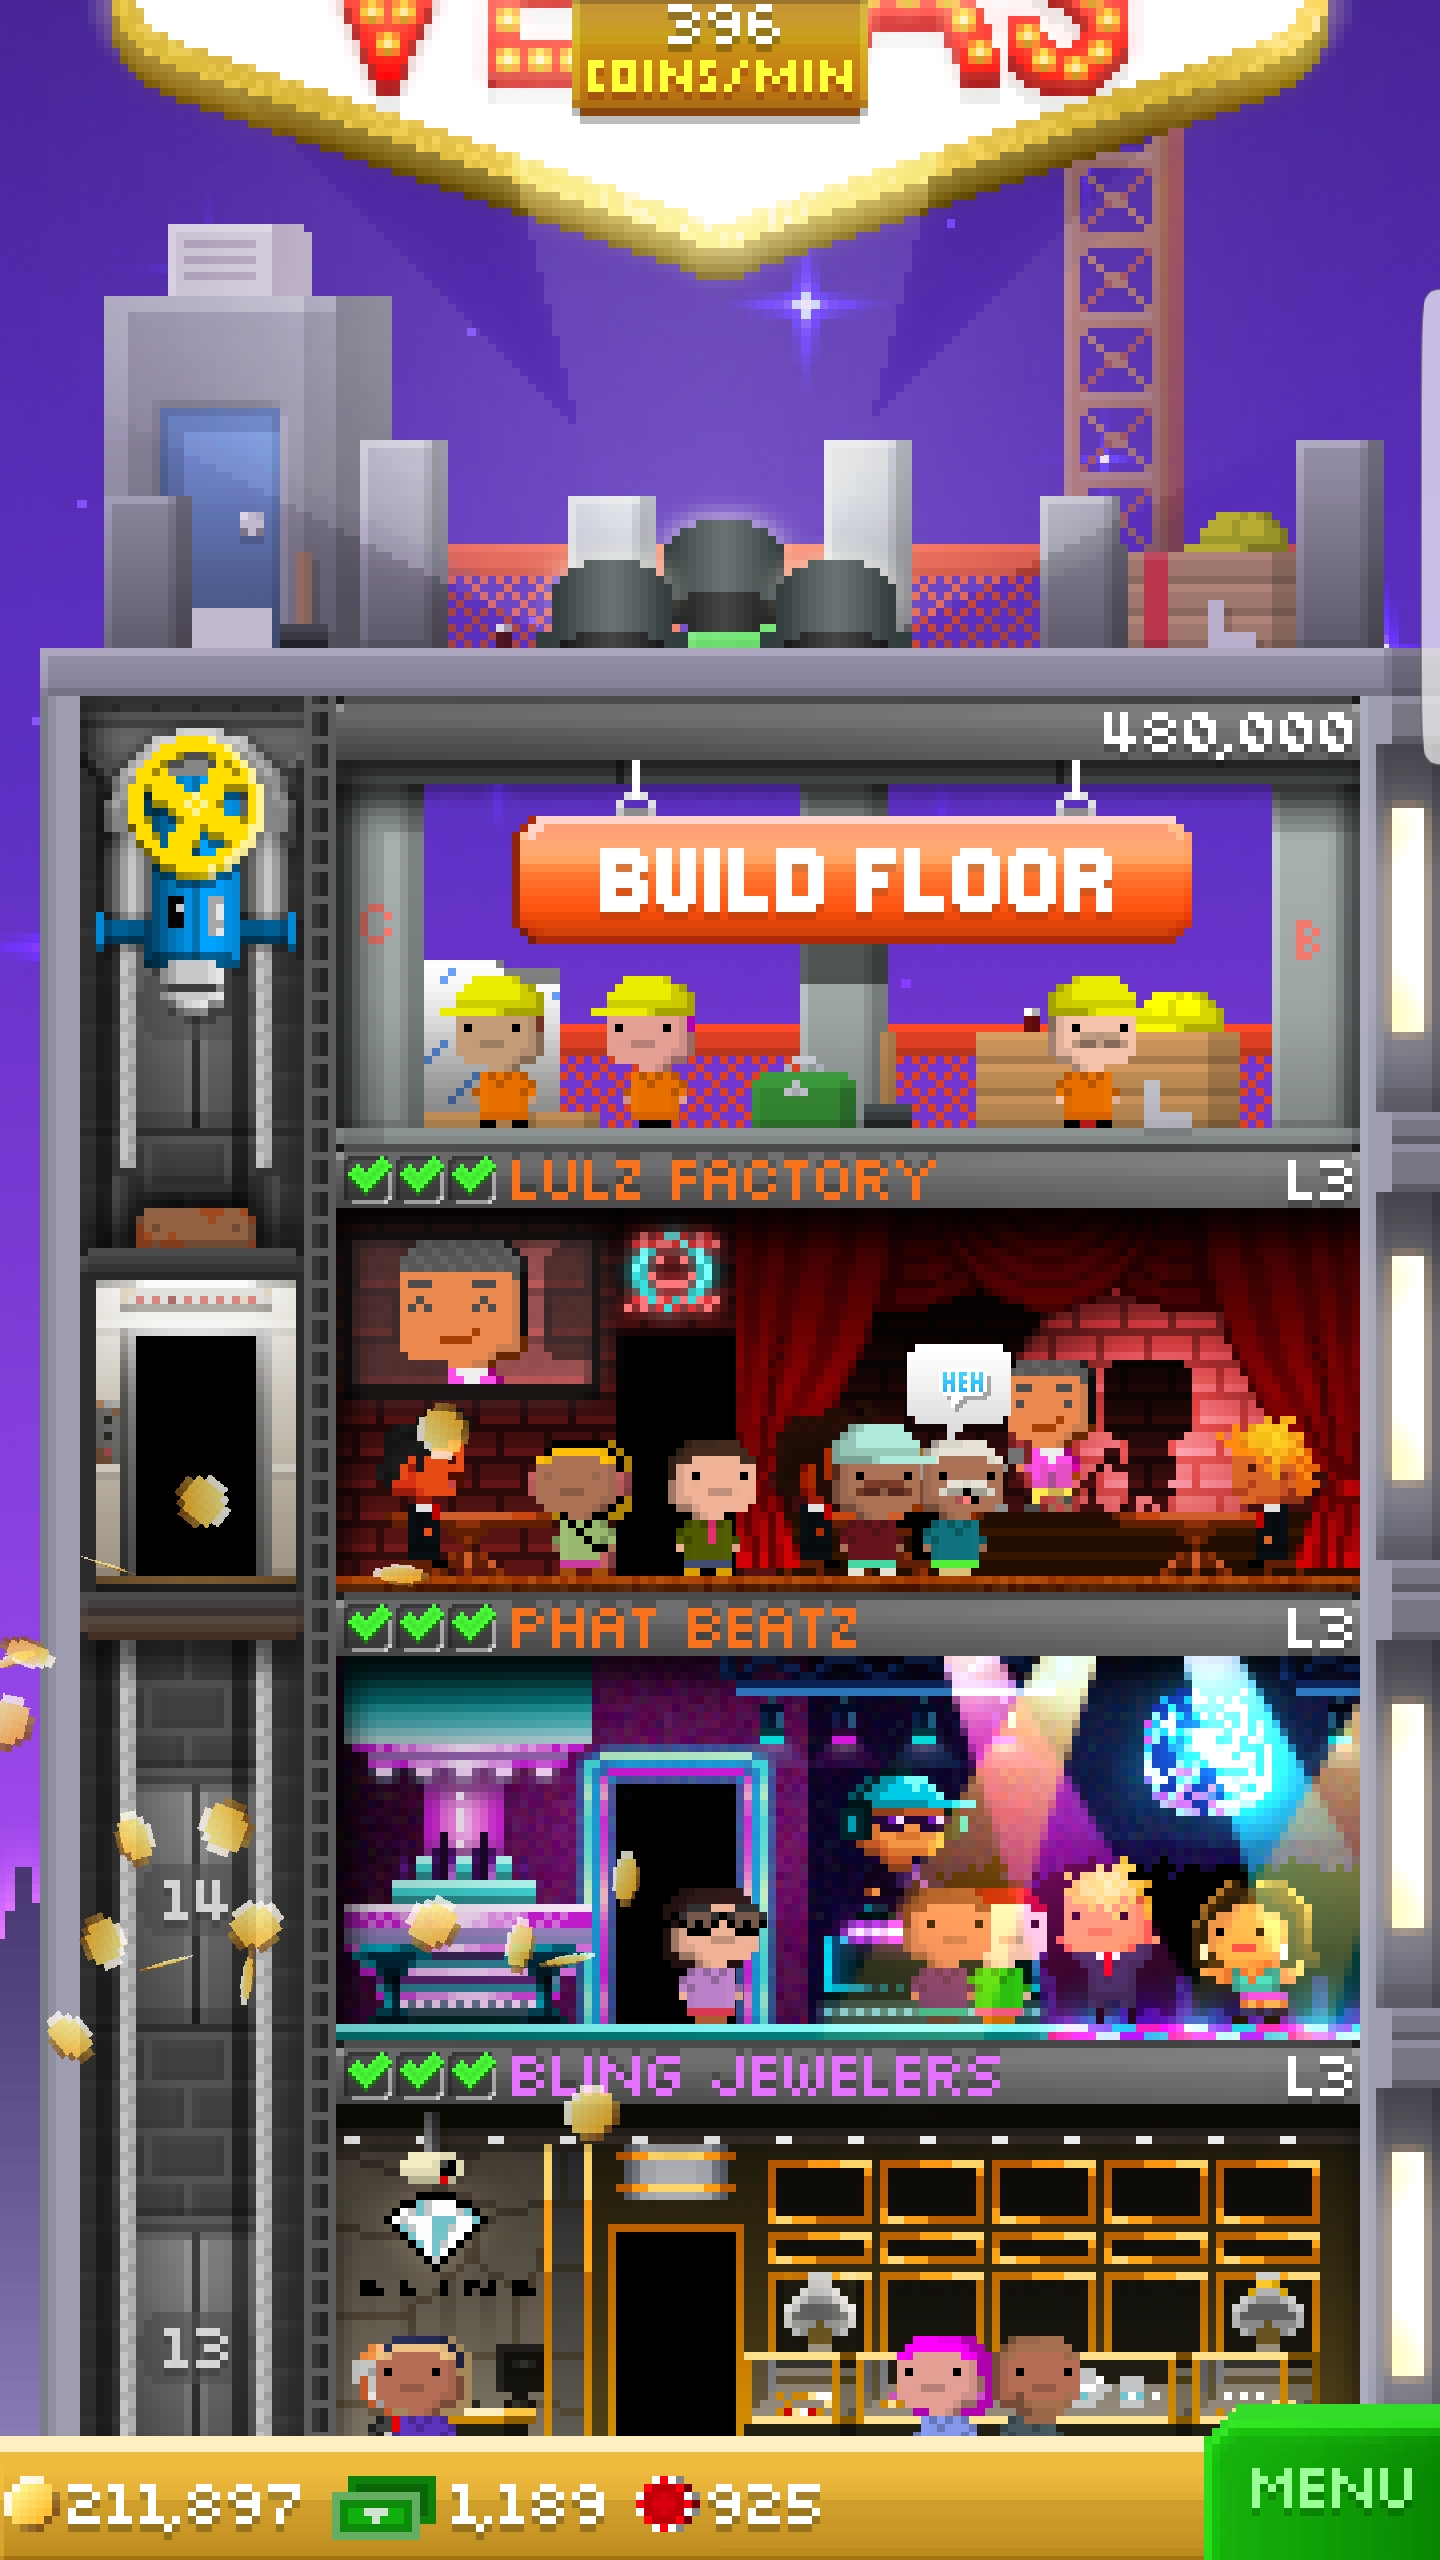 396
COINS/MIN
480,000
BUILD FLOOR
C
B
LULZ FACTORY L3
HEH
PHAT BEATZ L3
14
BLING JEWELERS L3
13
211,897 1,189 925
MENU